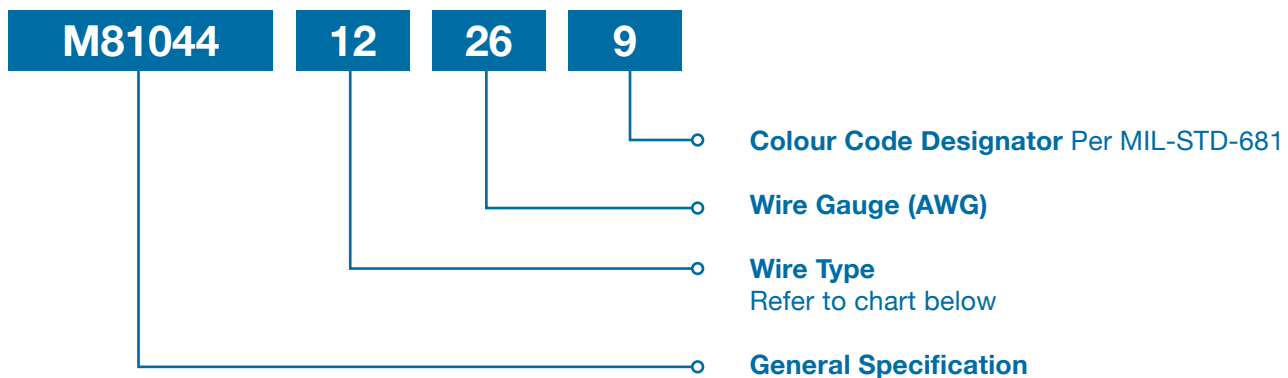 M81044 12 26 9
Colour Code Designator Per MIL-STD-681
Wire Gauge (AWG)
Wire Type
Refer to chart below
General Specification